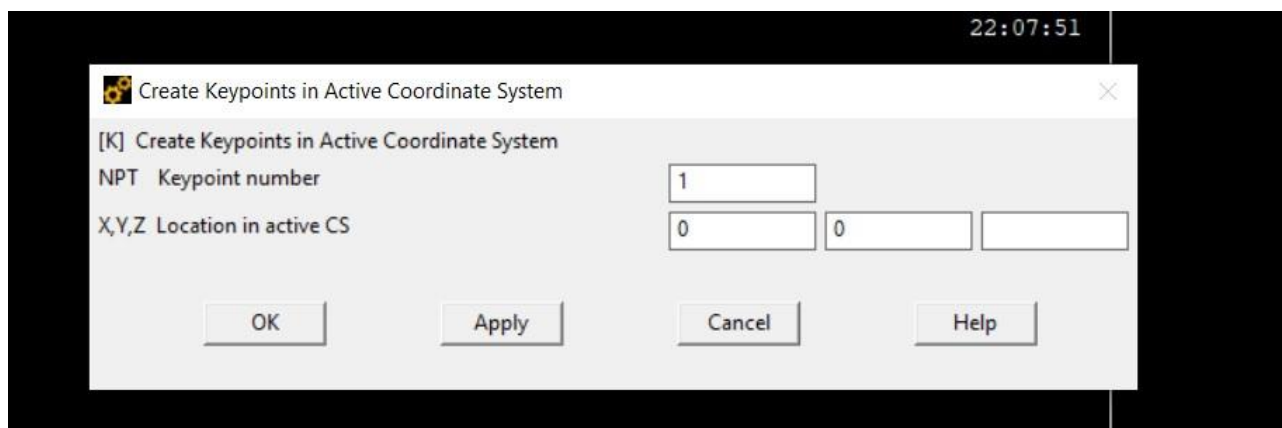 22:07:51
Create Keypoints in Active Coordinate System
[K] Create Keypoints in Active Coordinate System
NPT Keypoint number 1
X,Y,Z Location in active CS 0 0
OK Apply Cancel Help